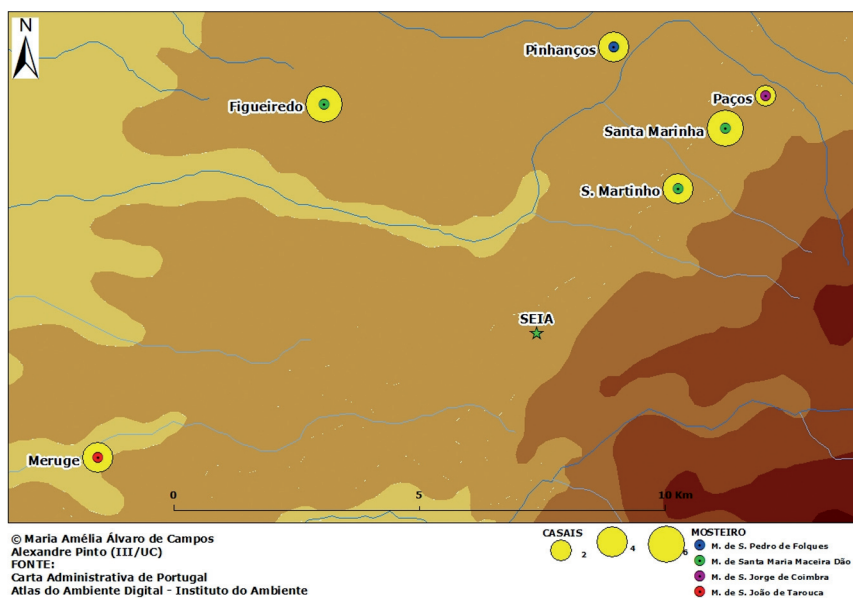 N
Pinhanços
Figueiredo
Paços
Santa Marinha
S. Martinho
SEIA
Meruge
0 5 10 Km
© Maria Amélia Álvaro de Campos
Alexandre Pinto (III/UC)
FONTE:
Carta Administrativa de Portugal
Atlas do Ambiente Digital - Instituto do Ambiente
CASAIS
2 4 6
MOSTEIRO
M. de S. Pedro de Folques
M. de Santa Maria Maceira Dão
M. de S. Jorge de Coimbra
M. de S. João de Tarouca